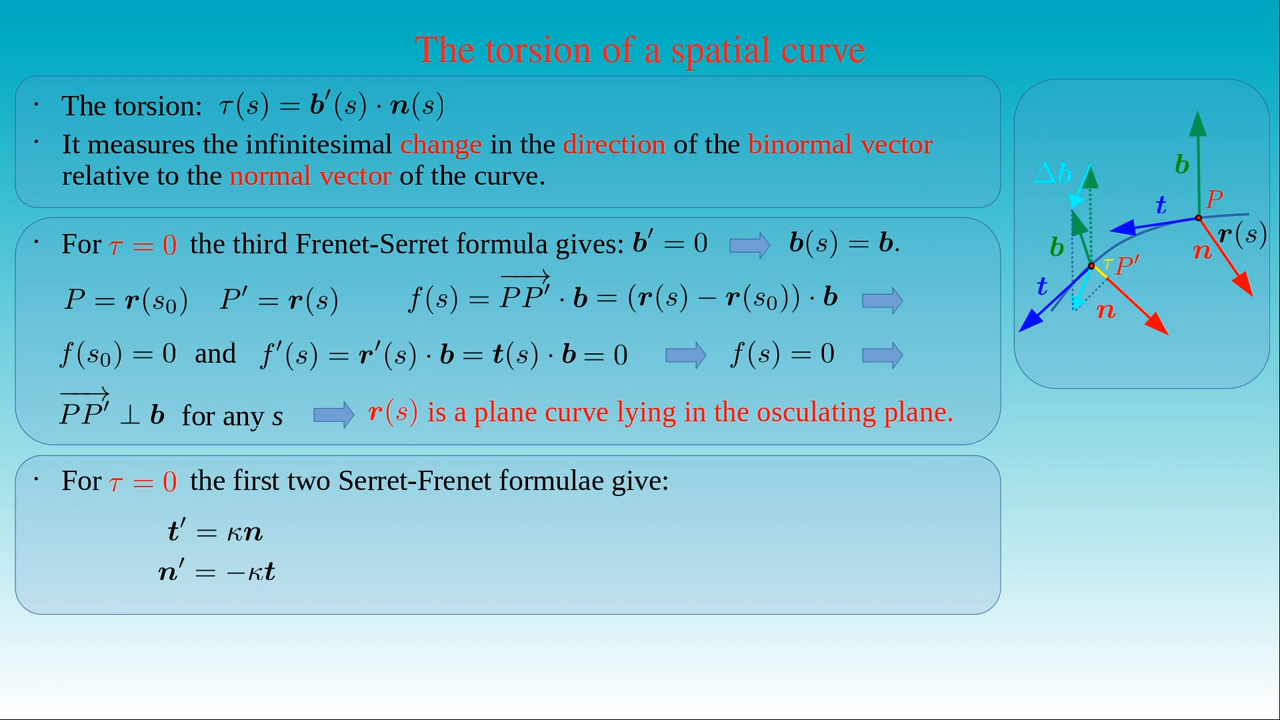 The torsion of a spatial curve
· The torsion: τ(s) = b′(s) · n(s)
· It measures the infinitesimal change in the direction of the binormal vector
relative to the normal vector of the curve.
· For τ = 0 the third Frenet-Serret formula gives: b′ = 0 b(s) = b.
P = r(s₀) P′ = r(s) f(s) = PP′⃗ · b = (r(s) − r(s₀)) · b
f(s₀) = 0 and f′(s) = r′(s) · b = t(s) · b = 0 f(s) = 0
PP′⃗ ⊥ b for any s r(s) is a plane curve lying in the osculating plane.
· For τ = 0 the first two Serret-Frenet formulae give:
t′ = κn
n′ = −κt
Δb
b
P
t
r(s)
n
b
τ P′
t
n